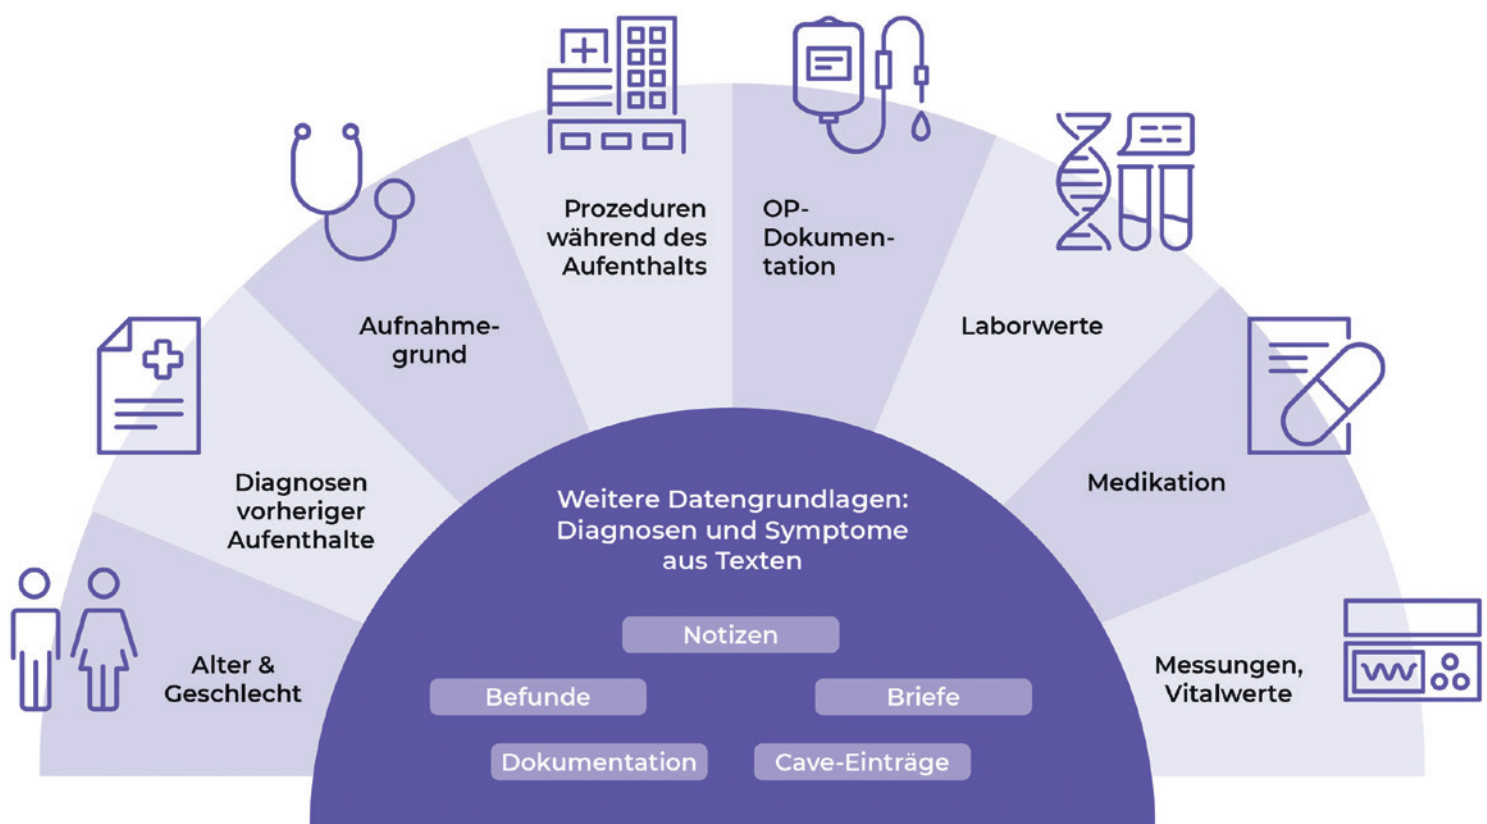 Prozeduren
während des
Aufenthalts
OP-
Dokumen-
tation
Aufnahme-
grund
Laborwerte
Diagnosen
vorheriger
Aufenthalte
Medikation
Alter &
Geschlecht
Messungen,
Vitalwerte
Weitere Datengrundlagen:
Diagnosen und Symptome
aus Texten
Notizen
Befunde
Briefe
Dokumentation
Cave-Einträge